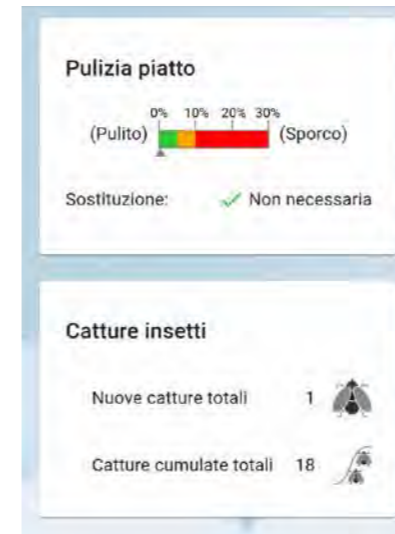 Pulizia piatto
0% 10% 20% 30%
(Pulito) (Sporco)
Sostituzione: Non necessaria
Catture insetti
Nuove catture totali 1
Catture cumulate totali 18